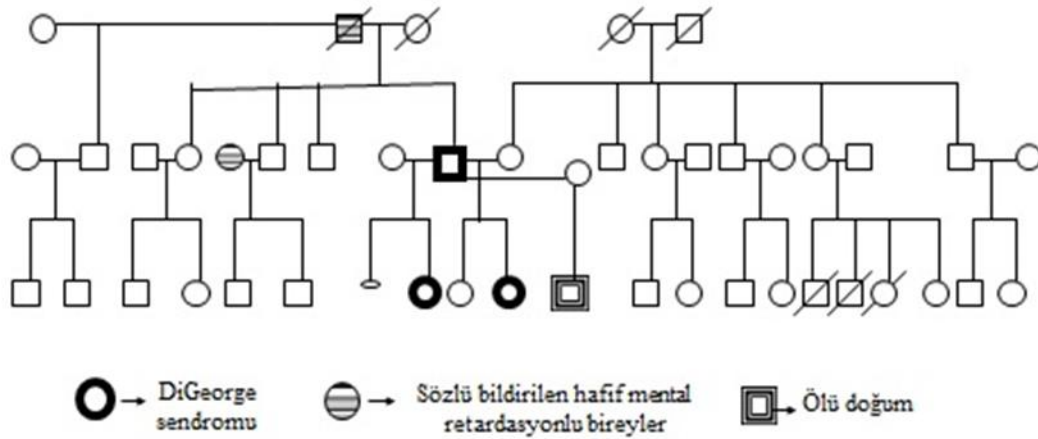 DiGeorge
sendromu
Sözlü bildirilen hafif mental
retardasyonlu bireyler
Ölü doğum